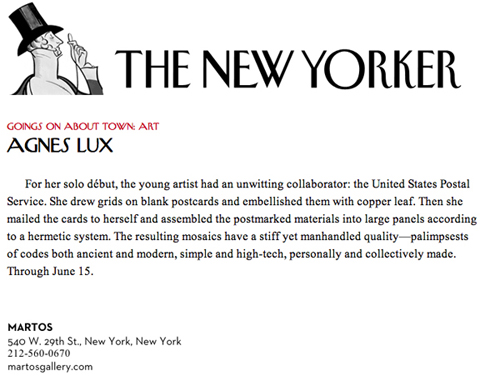 THE NEW YORKER
GOINGS ON ABOUT TOWN: ART
AGNES LUX
For her solo début, the young artist had an unwitting collaborator: the United States Postal
Service. She drew grids on blank postcards and embellished them with copper leaf. Then she
mailed the cards to herself and assembled the postmarked materials into large panels according
to a hermetic system. The resulting mosaics have a stiff yet manhandled quality—palimpsests
of codes both ancient and modern, simple and high-tech, personally and collectively made.
Through June 15.
MARTOS
540 W. 29th St., New York, New York
212-560-0670
martosgallery.com